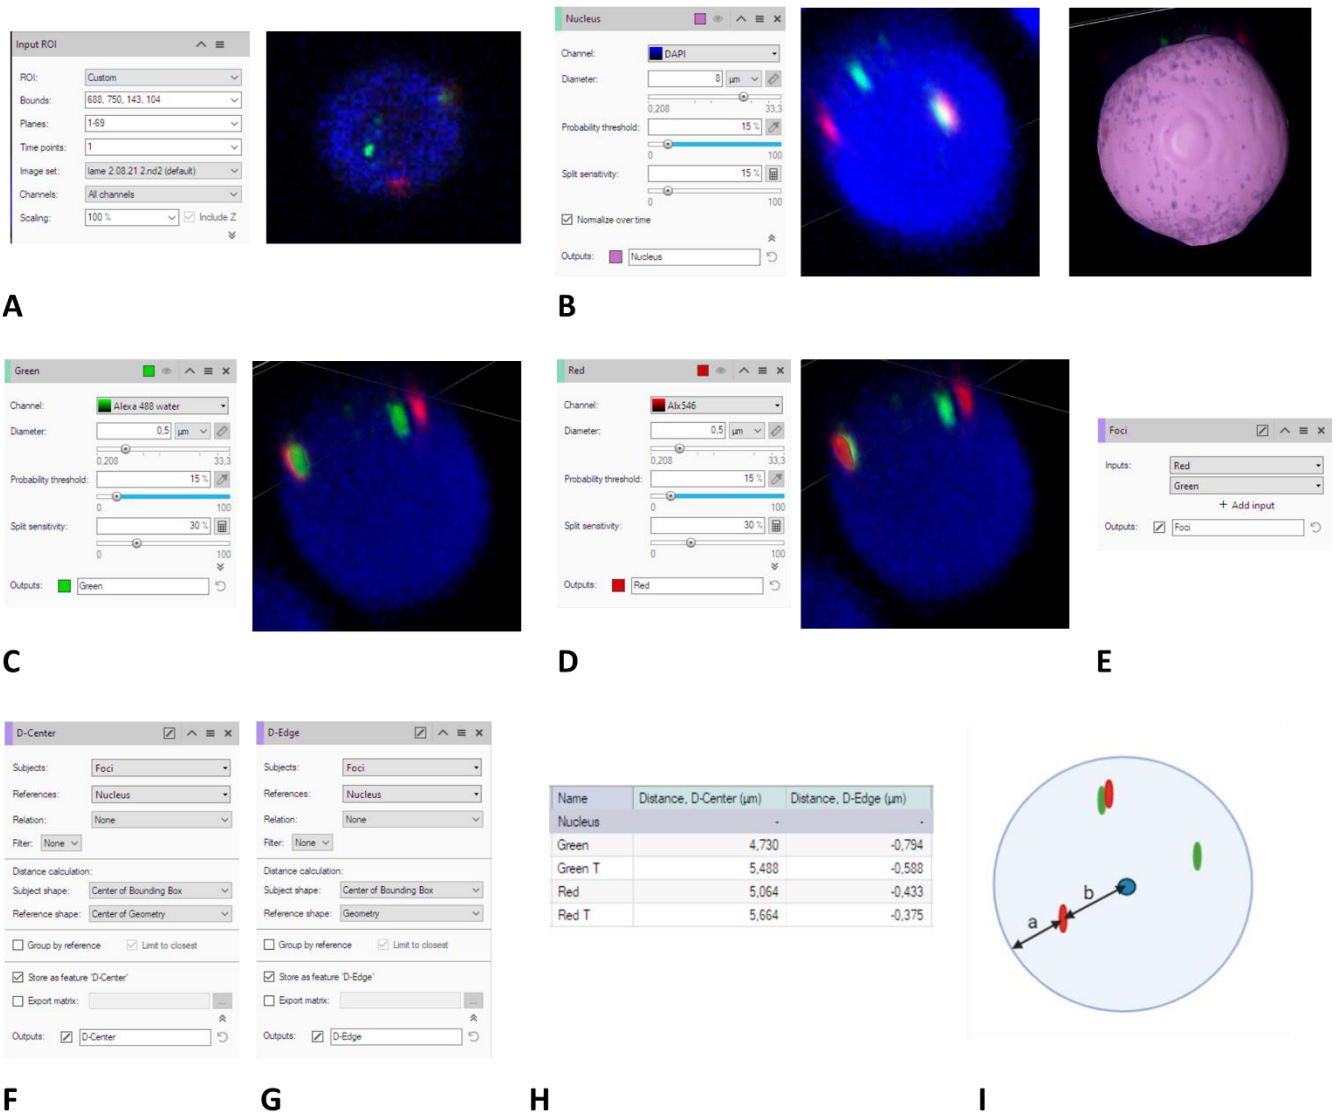 Input ROI
ROI: Custom
Bounds: 688, 750, 143, 104
Planes: 1-69
Time points: 1
Image set: lame 2.08.21 2.nd2 (default)
Channels: All channels
Scaling: 100 % Include Z
A
Nucleus
Channel: DAPI
Diameter: 8 µm
0,208 33,3
Probability threshold: 15 %
0 100
Split sensitivity: 15 %
0 100
Normalize over time
Outputs: Nucleus
B
Green
Channel: Alexa 488 water
Diameter: 0,5 µm
0,208 33,3
Probability threshold: 15 %
0 100
Split sensitivity: 30 %
0 100
Outputs: Green
C
Red
Channel: Alx546
Diameter: 0,5 µm
0,208 33,3
Probability threshold: 15 %
0 100
Split sensitivity: 30 %
0 100
Outputs: Red
D
Foci
Inputs: Red
Green
+ Add input
Outputs: Foci
E
D-Center
Subjects: Foci
References: Nucleus
Relation: None
Filter: None
Distance calculation:
Subject shape: Center of Bounding Box
Reference shape: Center of Geometry
Group by reference Limit to closest
Store as feature 'D-Center'
Export matrix: ...
Outputs: D-Center
F
D-Edge
Subjects: Foci
References: Nucleus
Relation: None
Filter: None
Distance calculation:
Subject shape: Center of Bounding Box
Reference shape: Geometry
Group by reference Limit to closest
Store as feature 'D-Edge'
Export matrix: ...
Outputs: D-Edge
G
Name Distance, D-Center (µm) Distance, D-Edge (µm)
Nucleus - -
Green 4,730 -0,794
Green T 5,488 -0,588
Red 5,064 -0,433
Red T 5,664 -0,375
H
b
a
I